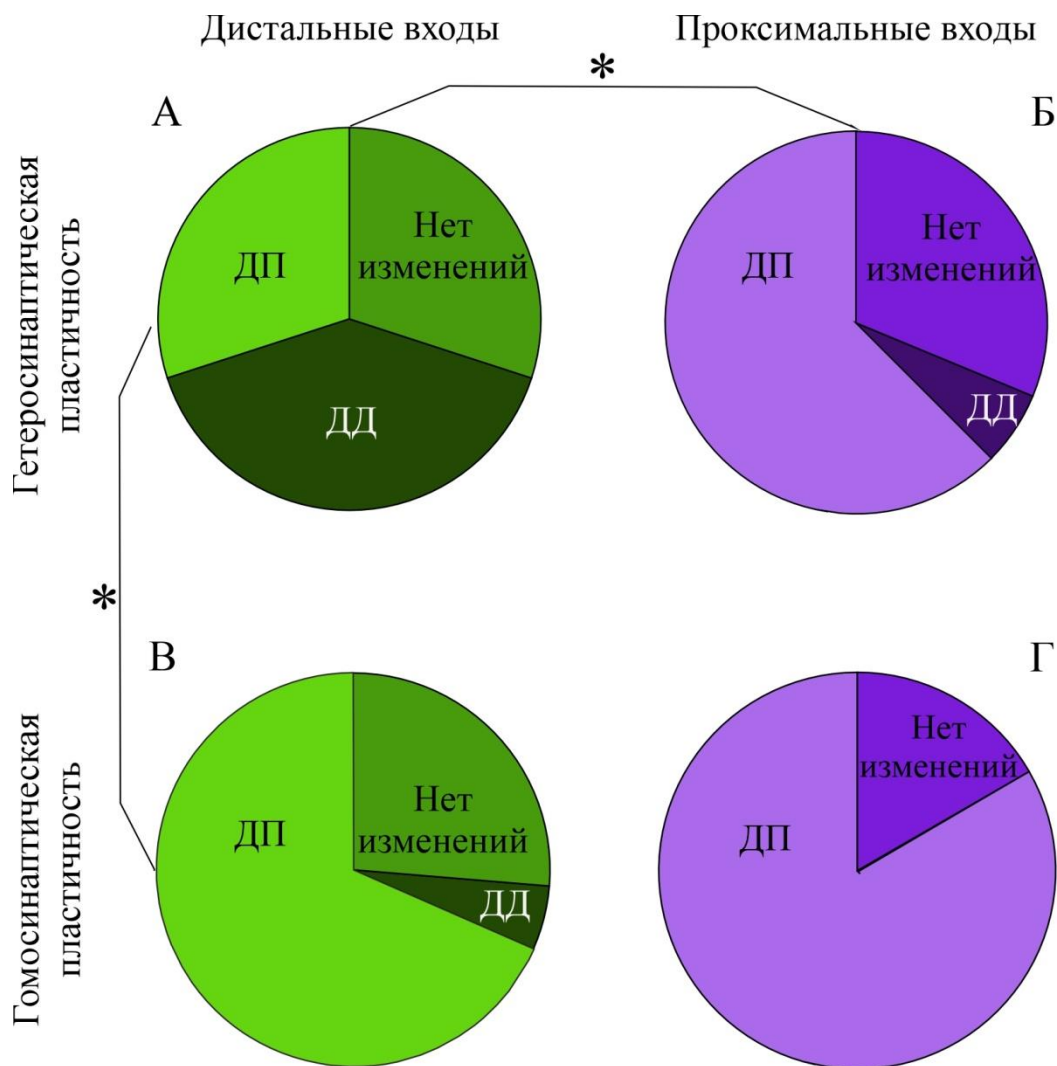 Дистальные входы
Проксимальные входы
*
А
Б
Гетеросинаптическая
пластичность
ДП
Нет
изменений
ДД
ДП
Нет
изменений
ДД
*
В
Г
Гомосинаптическая
пластичность
ДП
Нет
изменений
ДД
ДП
Нет
изменений